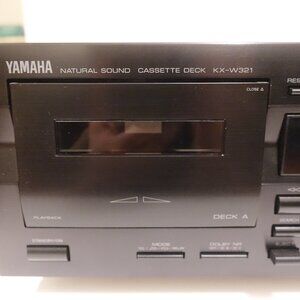 YAMAHA NATURAL SOUND CASSETTE DECK KX-W321
CLOSE
PLAYBACK
DECK A
STANDBY/ON
MODE
DOLBY NR